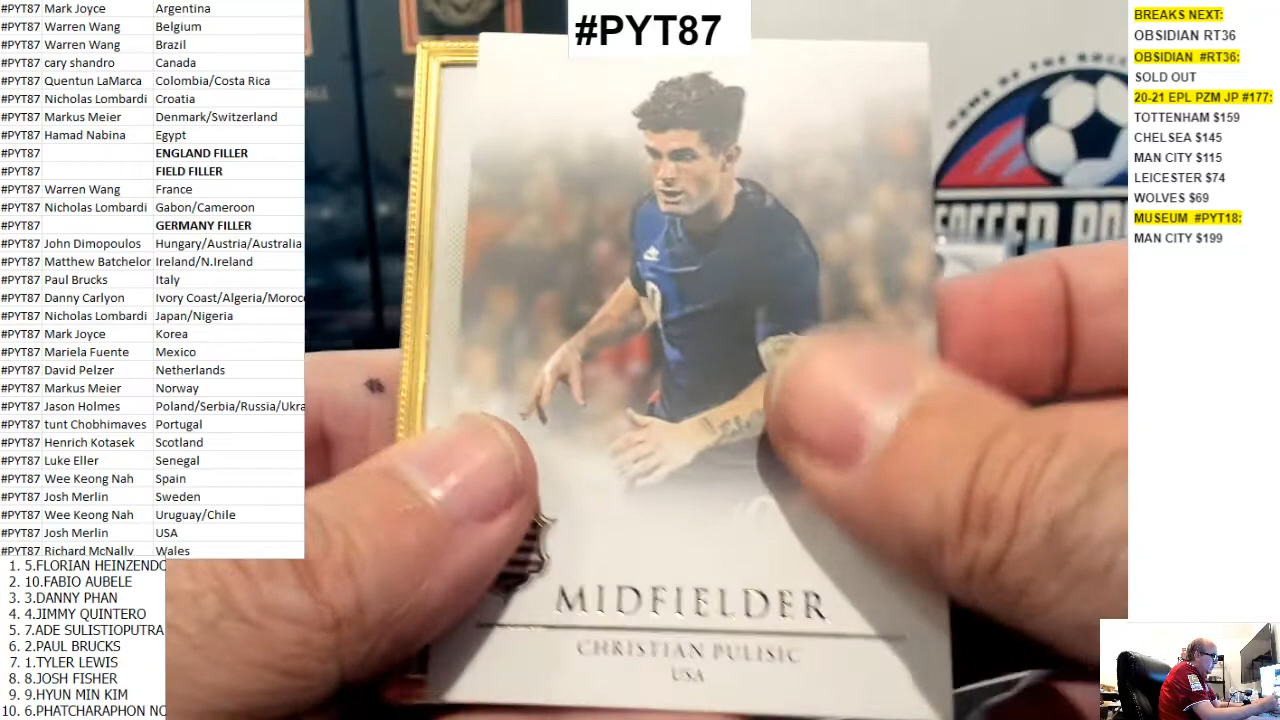 #PYT87 Mark Joyce Argentina
#PYT87 Warren Wang Belgium
#PYT87 Warren Wang Brazil
#PYT87 cary shandro Canada
#PYT87 Quentun LaMarca Colombia/Costa Rica
#PYT87 Nicholas Lombardi Croatia
#PYT87 Markus Meier Denmark/Switzerland
#PYT87 Hamad Nabina Egypt
#PYT87 ENGLAND FILLER
#PYT87 FIELD FILLER
#PYT87 Warren Wang France
#PYT87 Nicholas Lombardi Gabon/Cameroon
#PYT87 GERMANY FILLER
#PYT87 John Dimopoulos Hungary/Austria/Australia
#PYT87 Matthew Batchelor Ireland/N.Ireland
#PYT87 Paul Brucks Italy
#PYT87 Danny Carlyon Ivory Coast/Algeria/Moroc
#PYT87 Nicholas Lombardi Japan/Nigeria
#PYT87 Mark Joyce Korea
#PYT87 Mariela Fuente Mexico
#PYT87 David Pelzer Netherlands
#PYT87 Markus Meier Norway
#PYT87 Jason Holmes Poland/Serbia/Russia/Ukra
#PYT87 tunt Chobhimaves Portugal
#PYT87 Henrich Kotasek Scotland
#PYT87 Luke Eller Senegal
#PYT87 Wee Keong Nah Spain
#PYT87 Josh Merlin Sweden
#PYT87 Wee Keong Nah Uruguay/Chile
#PYT87 Josh Merlin USA
#PYT87 Richard McNally Wales
1. 5.FLORIAN HEINZENDO
2. 10.FABIO AUBELE
3. 3.DANNY PHAN
4. 4.JIMMY QUINTERO
5. 7.ADE SULISTIOPUTRA
6. 2.PAUL BRUCKS
7. 1.TYLER LEWIS
8. 8.JOSH FISHER
9. 9.HYUN MIN KIM
10. 6.PHATCHARAPHON NO
#PYT87
MIDFIELDER
CHRISTIAN PULISIC
USA
BREAKS NEXT:
OBSIDIAN RT36
OBSIDIAN #RT36:
SOLD OUT
20-21 EPL PZM JP #177:
TOTTENHAM $159
CHELSEA $145
MAN CITY $115
LEICESTER $74
WOLVES $69
MUSEUM #PYT18:
MAN CITY $199